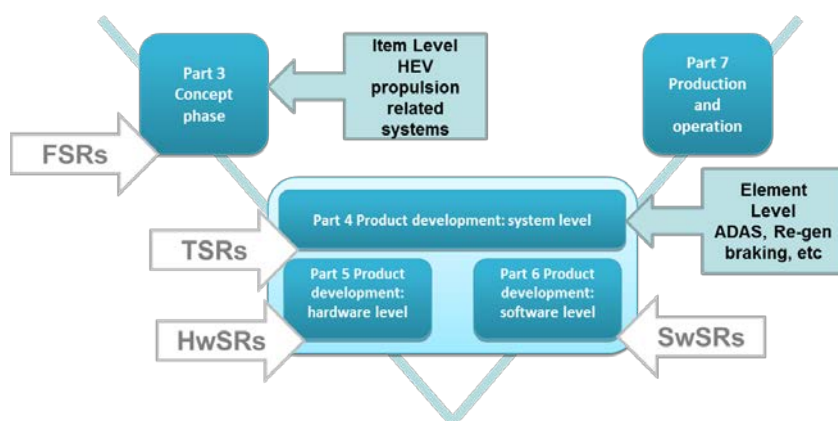 Part 3
Concept
phase
Item Level
HEV
propulsion
related
systems
Part 7
Production
and
operation
FSRs
Part 4 Product development: system level
Element
Level
ADAS, Re-gen
braking, etc
TSRs
Part 5 Product
development:
hardware level
Part 6 Product
development:
software level
HwSRs
SwSRs